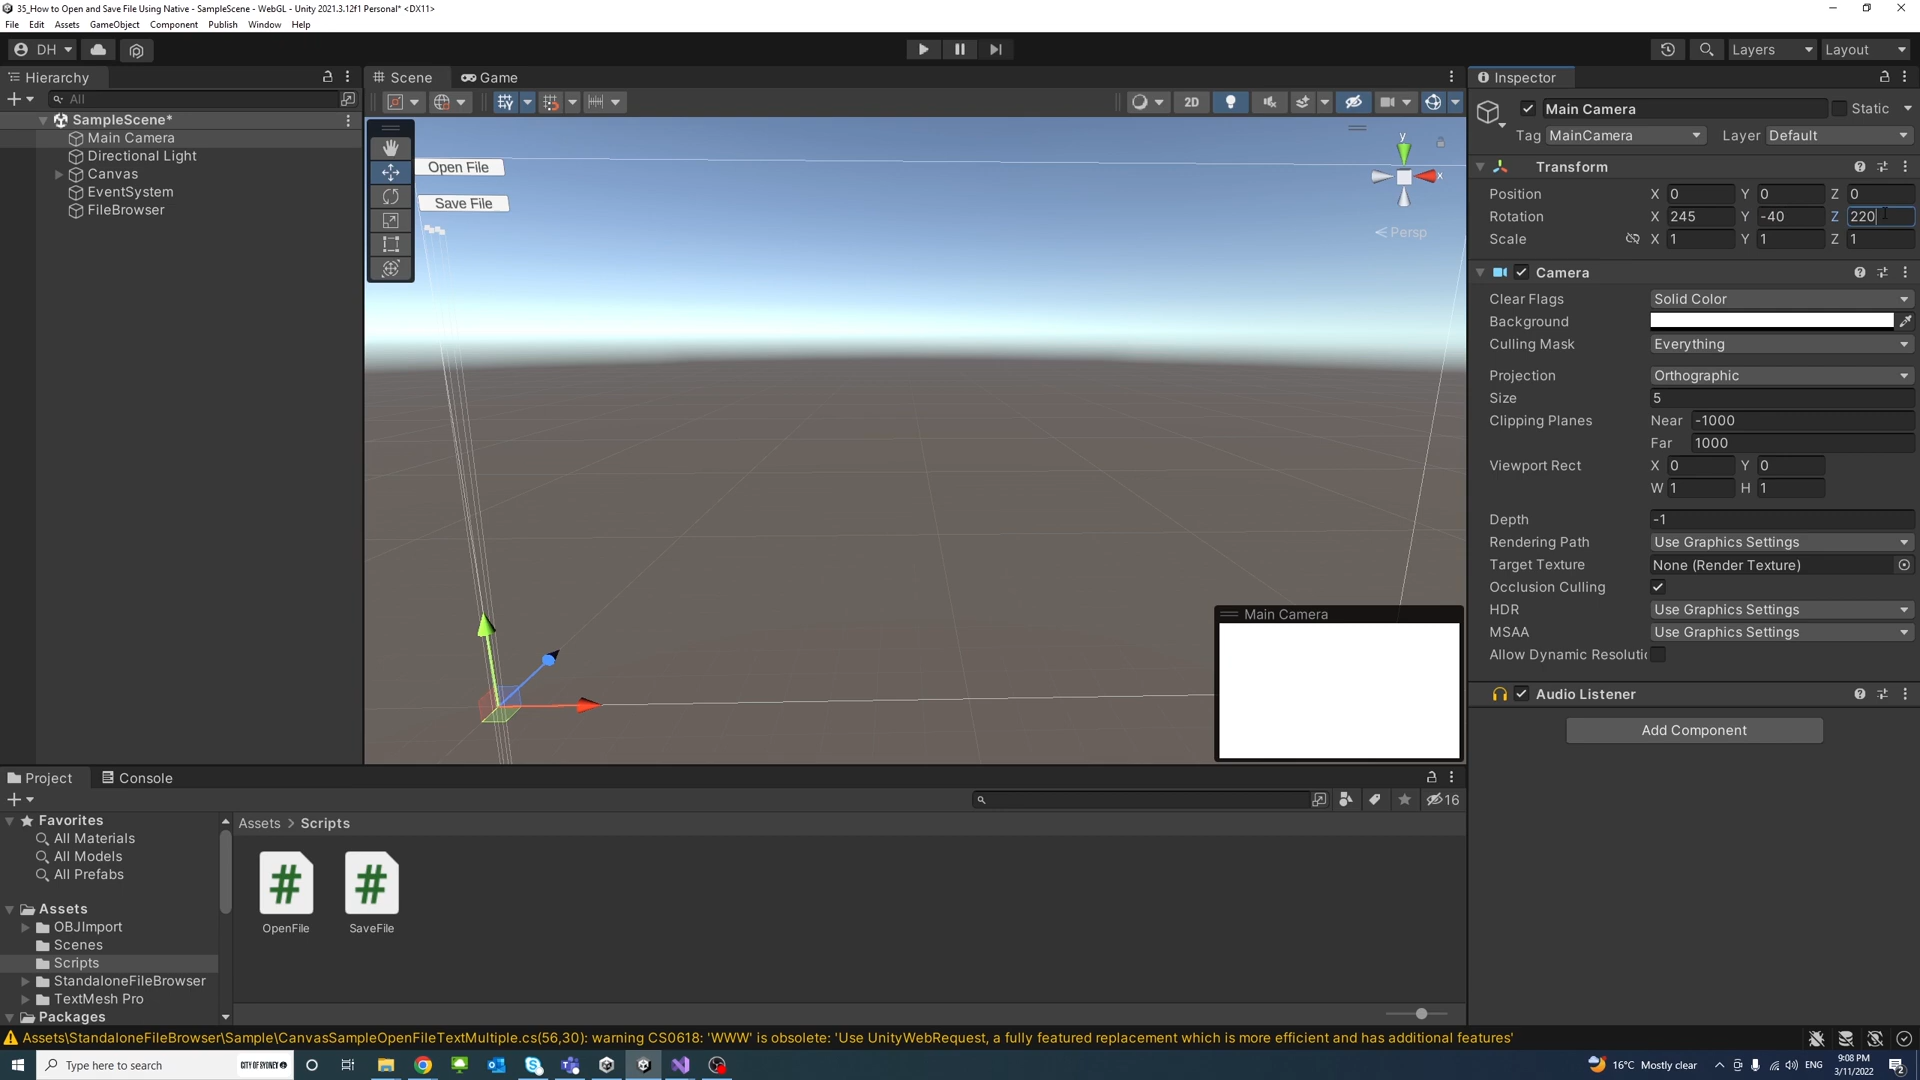 35_How to Open and Save File Using Native - SampleScene - WebGL - Unity 2021.3.12f1 Personal* <DX11>
File Edit Assets GameObject Component Publish Window Help
DH Layers Layout
Hierarchy
All
SampleScene*
Main Camera
Directional Light
Canvas
EventSystem
FileBrowser
Scene Game
2D
Open File
Save File
y
x
Persp
Main Camera
Inspector
Main Camera Static
Tag MainCamera Layer Default
Transform
Position X 0 Y 0 Z 0
Rotation X 245 Y -40 Z 220
Scale X 1 Y 1 Z 1
Camera
Clear Flags Solid Color
Background
Culling Mask Everything
Projection Orthographic
Size 5
Clipping Planes Near -1000
Far 1000
Viewport Rect X 0 Y 0
W 1 H 1
Depth -1
Rendering Path Use Graphics Settings
Target Texture None (Render Texture)
Occlusion Culling
HDR Use Graphics Settings
MSAA Use Graphics Settings
Allow Dynamic Resolutic
Audio Listener
Add Component
Project Console
16
Favorites
All Materials
All Models
All Prefabs
Assets
OBJImport
Scenes
Scripts
StandaloneFileBrowser
TextMesh Pro
Packages
Assets > Scripts
OpenFile SaveFile
Assets\StandaloneFileBrowser\Sample\CanvasSampleOpenFileTextMultiple.cs(56,30): warning CS0618: 'WWW' is obsolete: 'Use UnityWebRequest, a fully featured replacement which is more efficient and has additional features'
Type here to search
CITY OF SYDNEY
16°C Mostly clear
ENG
9:08 PM
3/11/2022
2